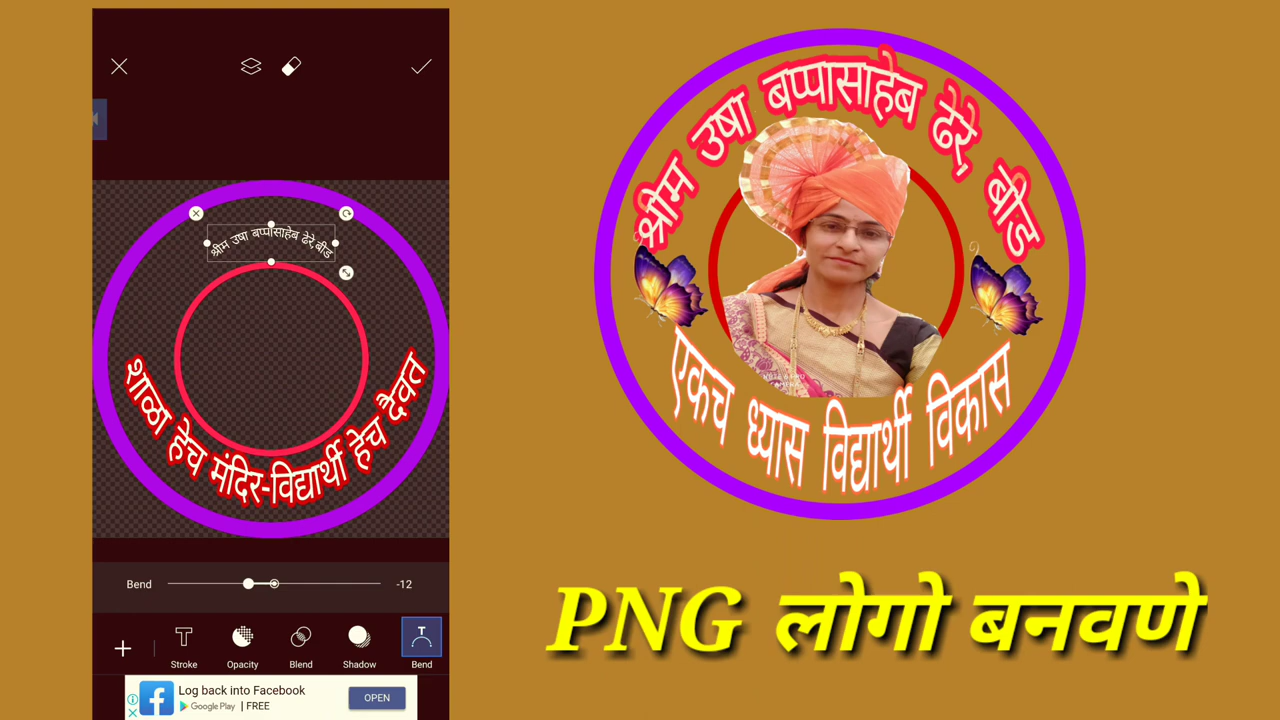 श्रीम उषा बप्पासाहेब ढेरे,बीड
शाळा हेच मंदिर-विद्यार्थी हेच दैवत
Bend
-12
Stroke
Opacity
Blend
Shadow
Bend
Log back into Facebook
Google Play | FREE
OPEN
श्रीम उषा बप्पासाहेब ढेरे, बीड
एकच ध्यास विद्यार्थी विकास
PNG लोगो बनवणे